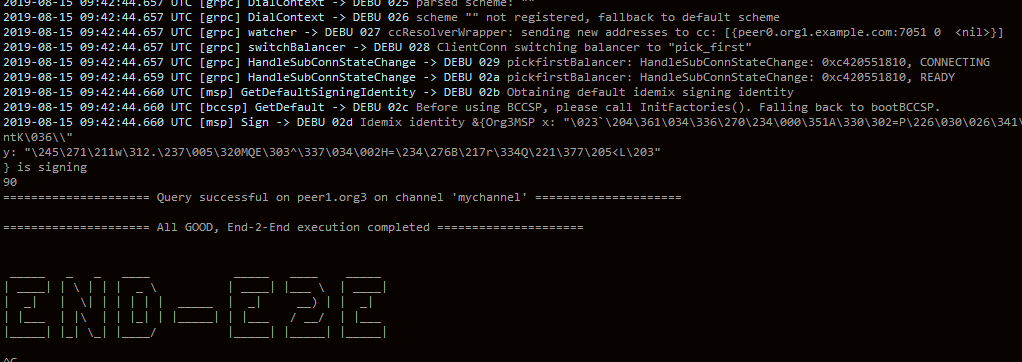 2019-08-15 09:42:44.657 UTC [grpc] DialContext -> DEBU 025 parsed scheme: ""
2019-08-15 09:42:44.657 UTC [grpc] DialContext -> DEBU 026 scheme "" not registered, fallback to default scheme
2019-08-15 09:42:44.657 UTC [grpc] watcher -> DEBU 027 ccResolverWrapper: sending new addresses to cc: [{peer0.org1.example.com:7051 0  <nil>}]
2019-08-15 09:42:44.657 UTC [grpc] switchBalancer -> DEBU 028 ClientConn switching balancer to "pick_first"
2019-08-15 09:42:44.657 UTC [grpc] HandleSubConnStateChange -> DEBU 029 pickfirstBalancer: HandleSubConnStateChange: 0xc420551810, CONNECTING
2019-08-15 09:42:44.659 UTC [grpc] HandleSubConnStateChange -> DEBU 02a pickfirstBalancer: HandleSubConnStateChange: 0xc420551810, READY
2019-08-15 09:42:44.660 UTC [msp] GetDefaultSigningIdentity -> DEBU 02b Obtaining default idemix signing identity
2019-08-15 09:42:44.660 UTC [bccsp] GetDefault -> DEBU 02c Before using BCCSP, please call InitFactories(). Falling back to bootBCCSP.
2019-08-15 09:42:44.660 UTC [msp] Sign -> DEBU 02d Idemix identity &{Org3MSP x: "\023`\204\361\034\336\270\234\000\351A\330\302=P\226\030\026\341\
ntK\036\\"
y: "\245\271\211w\312.\237\005\320MQE\303^\337\034\002H=\234\276B\217r\334Q\221\377\205<L\203"
} is signing
90
===================== Query successful on peer1.org3 on channel 'mychannel' =====================
===================== All GOOD, End-2-End execution completed =====================
 _____   _   _   ____            _____   ____    _____
| ____| | \ | | |  _ \          | ____| |___ \  | ____|
|  _|   |  \| | | | | |  _____  |  _|     __) | |  _|
| |___  | |\  | | |_| | |_____| | |___   / __/  | |___
|_____| |_| \_| |____/          |_____| |_____| |_____|
^C